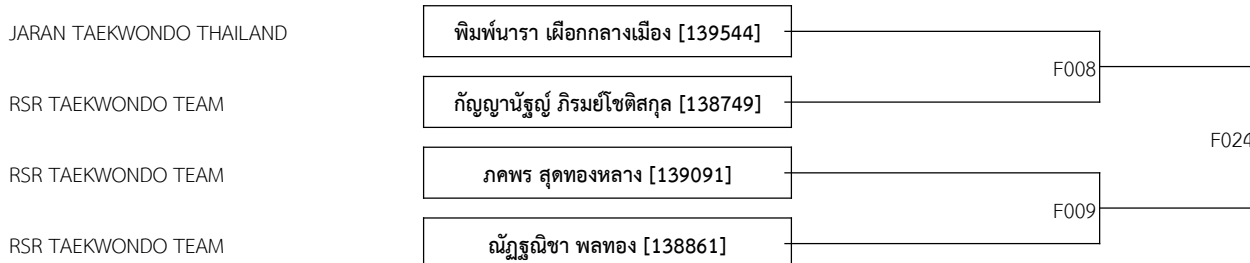 JARAN TAEKWONDO THAILAND พิมพ์นารา เผือกกลางเมือง [139544]
F008
RSR TAEKWONDO TEAM กัญญานัฐญ์ ภิรมย์โชติสกุล [138749]
F024
RSR TAEKWONDO TEAM ภคพร สุดทองหลาง [139091]
F009
RSR TAEKWONDO TEAM ณัฏฐณิชา พลทอง [138861]